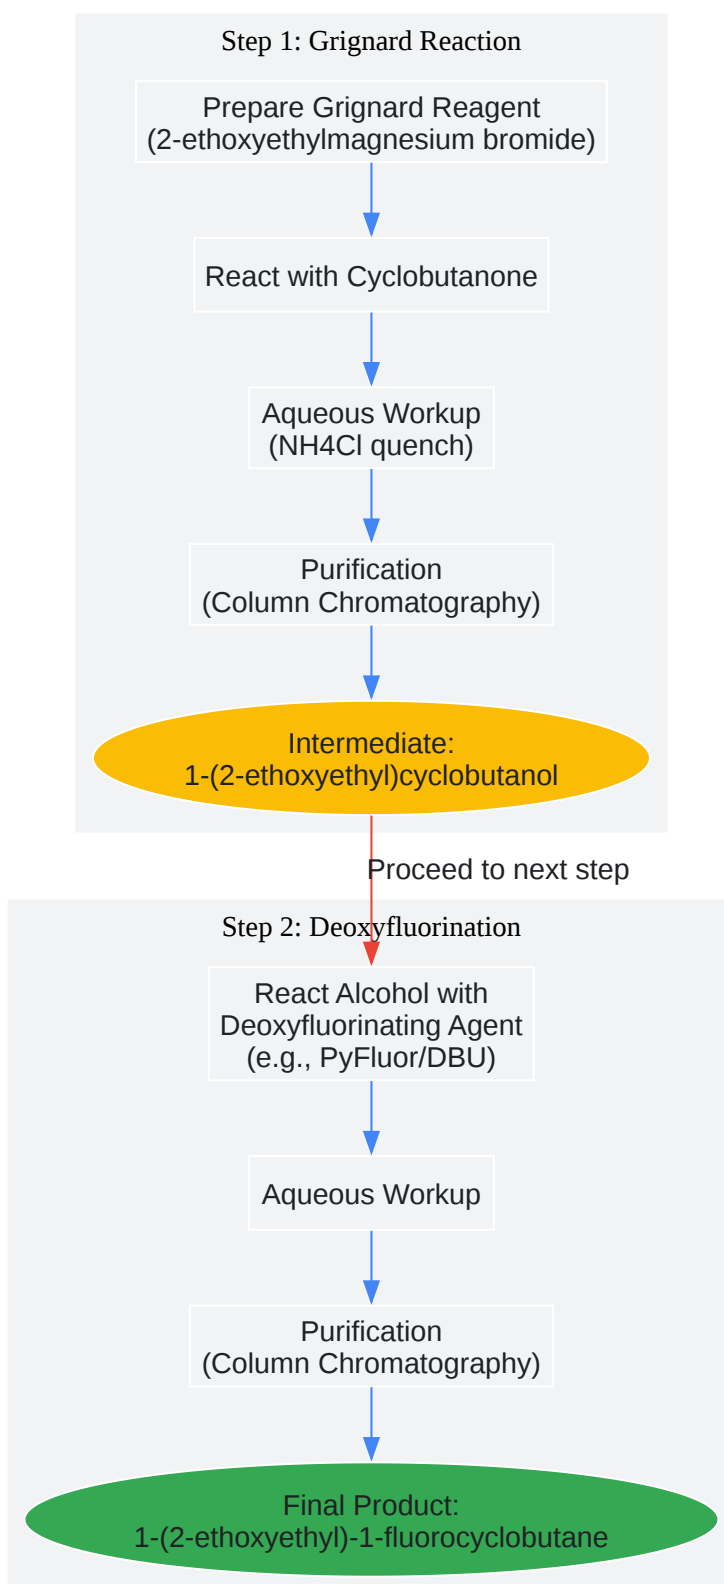 Step 1: Grignard Reaction
Prepare Grignard Reagent
(2-ethoxyethylmagnesium bromide)
React with Cyclobutanone
Aqueous Workup
(NH4Cl quench)
Purification
(Column Chromatography)
Intermediate:
1-(2-ethoxyethyl)cyclobutanol
Proceed to next step
Step 2: Deoxyfluorination
React Alcohol with
Deoxyfluorinating Agent
(e.g., PyFluor/DBU)
Aqueous Workup
Purification
(Column Chromatography)
Final Product:
1-(2-ethoxyethyl)-1-fluorocyclobutane